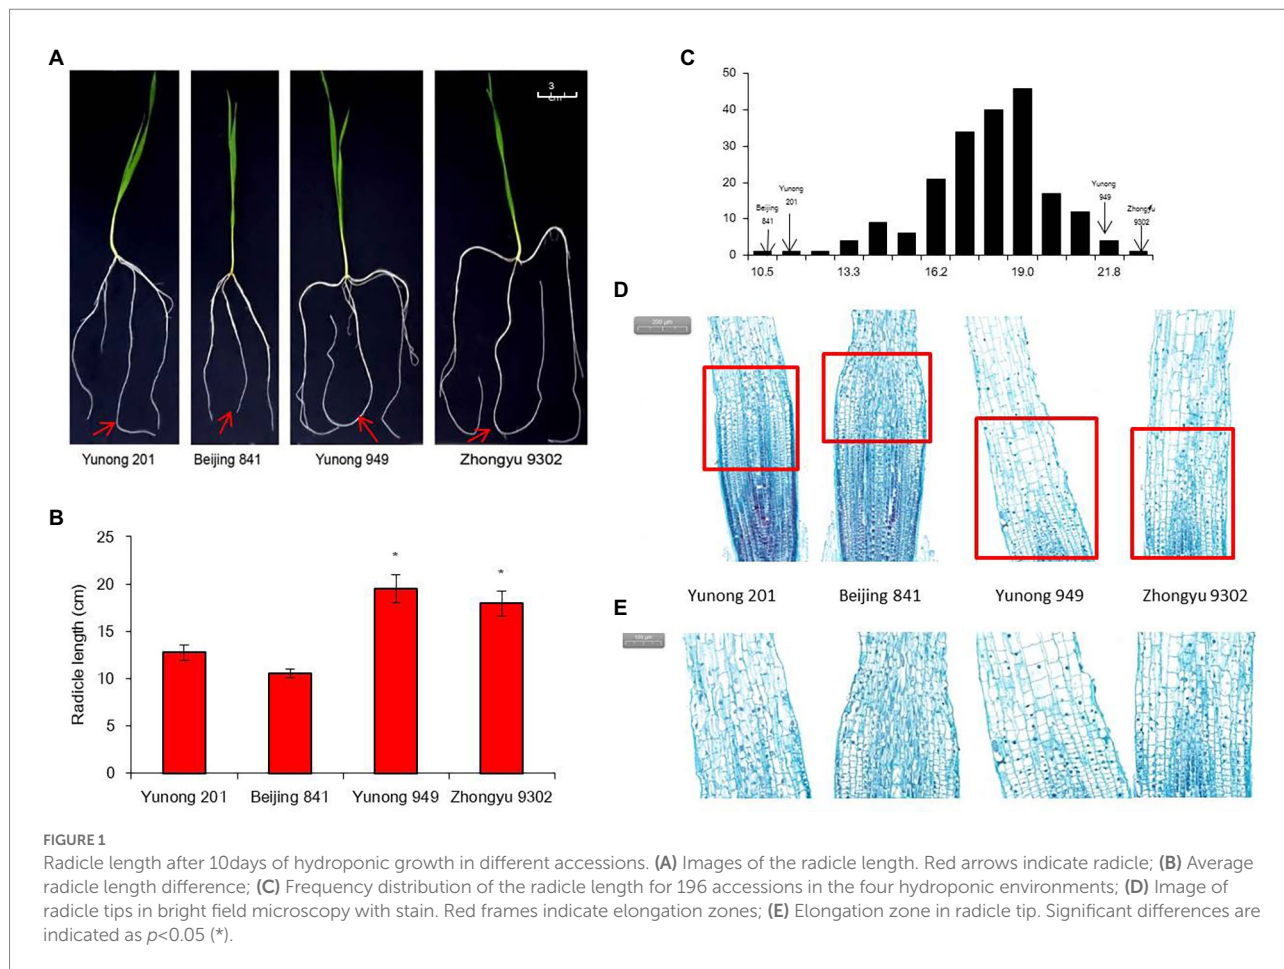 A
3
cm
Yunong 201
Beijing 841
Yunong 949
Zhongyu 9302
B
Radicle length (cm)
25
20
15
10
5
0
*
*
Yunong 201
Beijing 841
Yunong 949
Zhongyu 9302
C
50
40
30
20
10
0
Beijing
841
Yunong
201
Yunong
949
Zhongyu
9302
10.5
13.3
16.2
19.0
21.8
D
200 µm
Yunong 201
Beijing 841
Yunong 949
Zhongyu 9302
E
100 µm
FIGURE 1
Radicle length after 10days of hydroponic growth in different accessions. (A) Images of the radicle length. Red arrows indicate radicle; (B) Average
radicle length difference; (C) Frequency distribution of the radicle length for 196 accessions in the four hydroponic environments; (D) Image of
radicle tips in bright field microscopy with stain. Red frames indicate elongation zones; (E) Elongation zone in radicle tip. Significant differences are
indicated as p<0.05 (*).